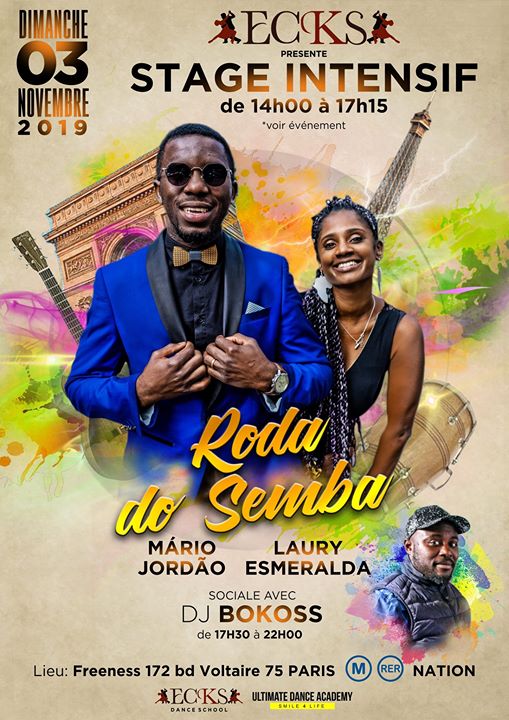 DIMANCHE
03
NOVEMBRE
2019
ECKS
PRESENTE
STAGE INTENSIF
de 14h00 à 17h15
*voir événement
Roda
do Semba
MÁRIO
JORDÃO
LAURY
ESMERALDA
SOCIALE AVEC
DJ BOKOSS
de 17H30 à 22H00
Lieu: Freeness 172 bd Voltaire 75 PARIS M RER NATION
ECKS
DANCE SCHOOL
ULTIMATE DANCE ACADEMY
SMILE 4 LIFE